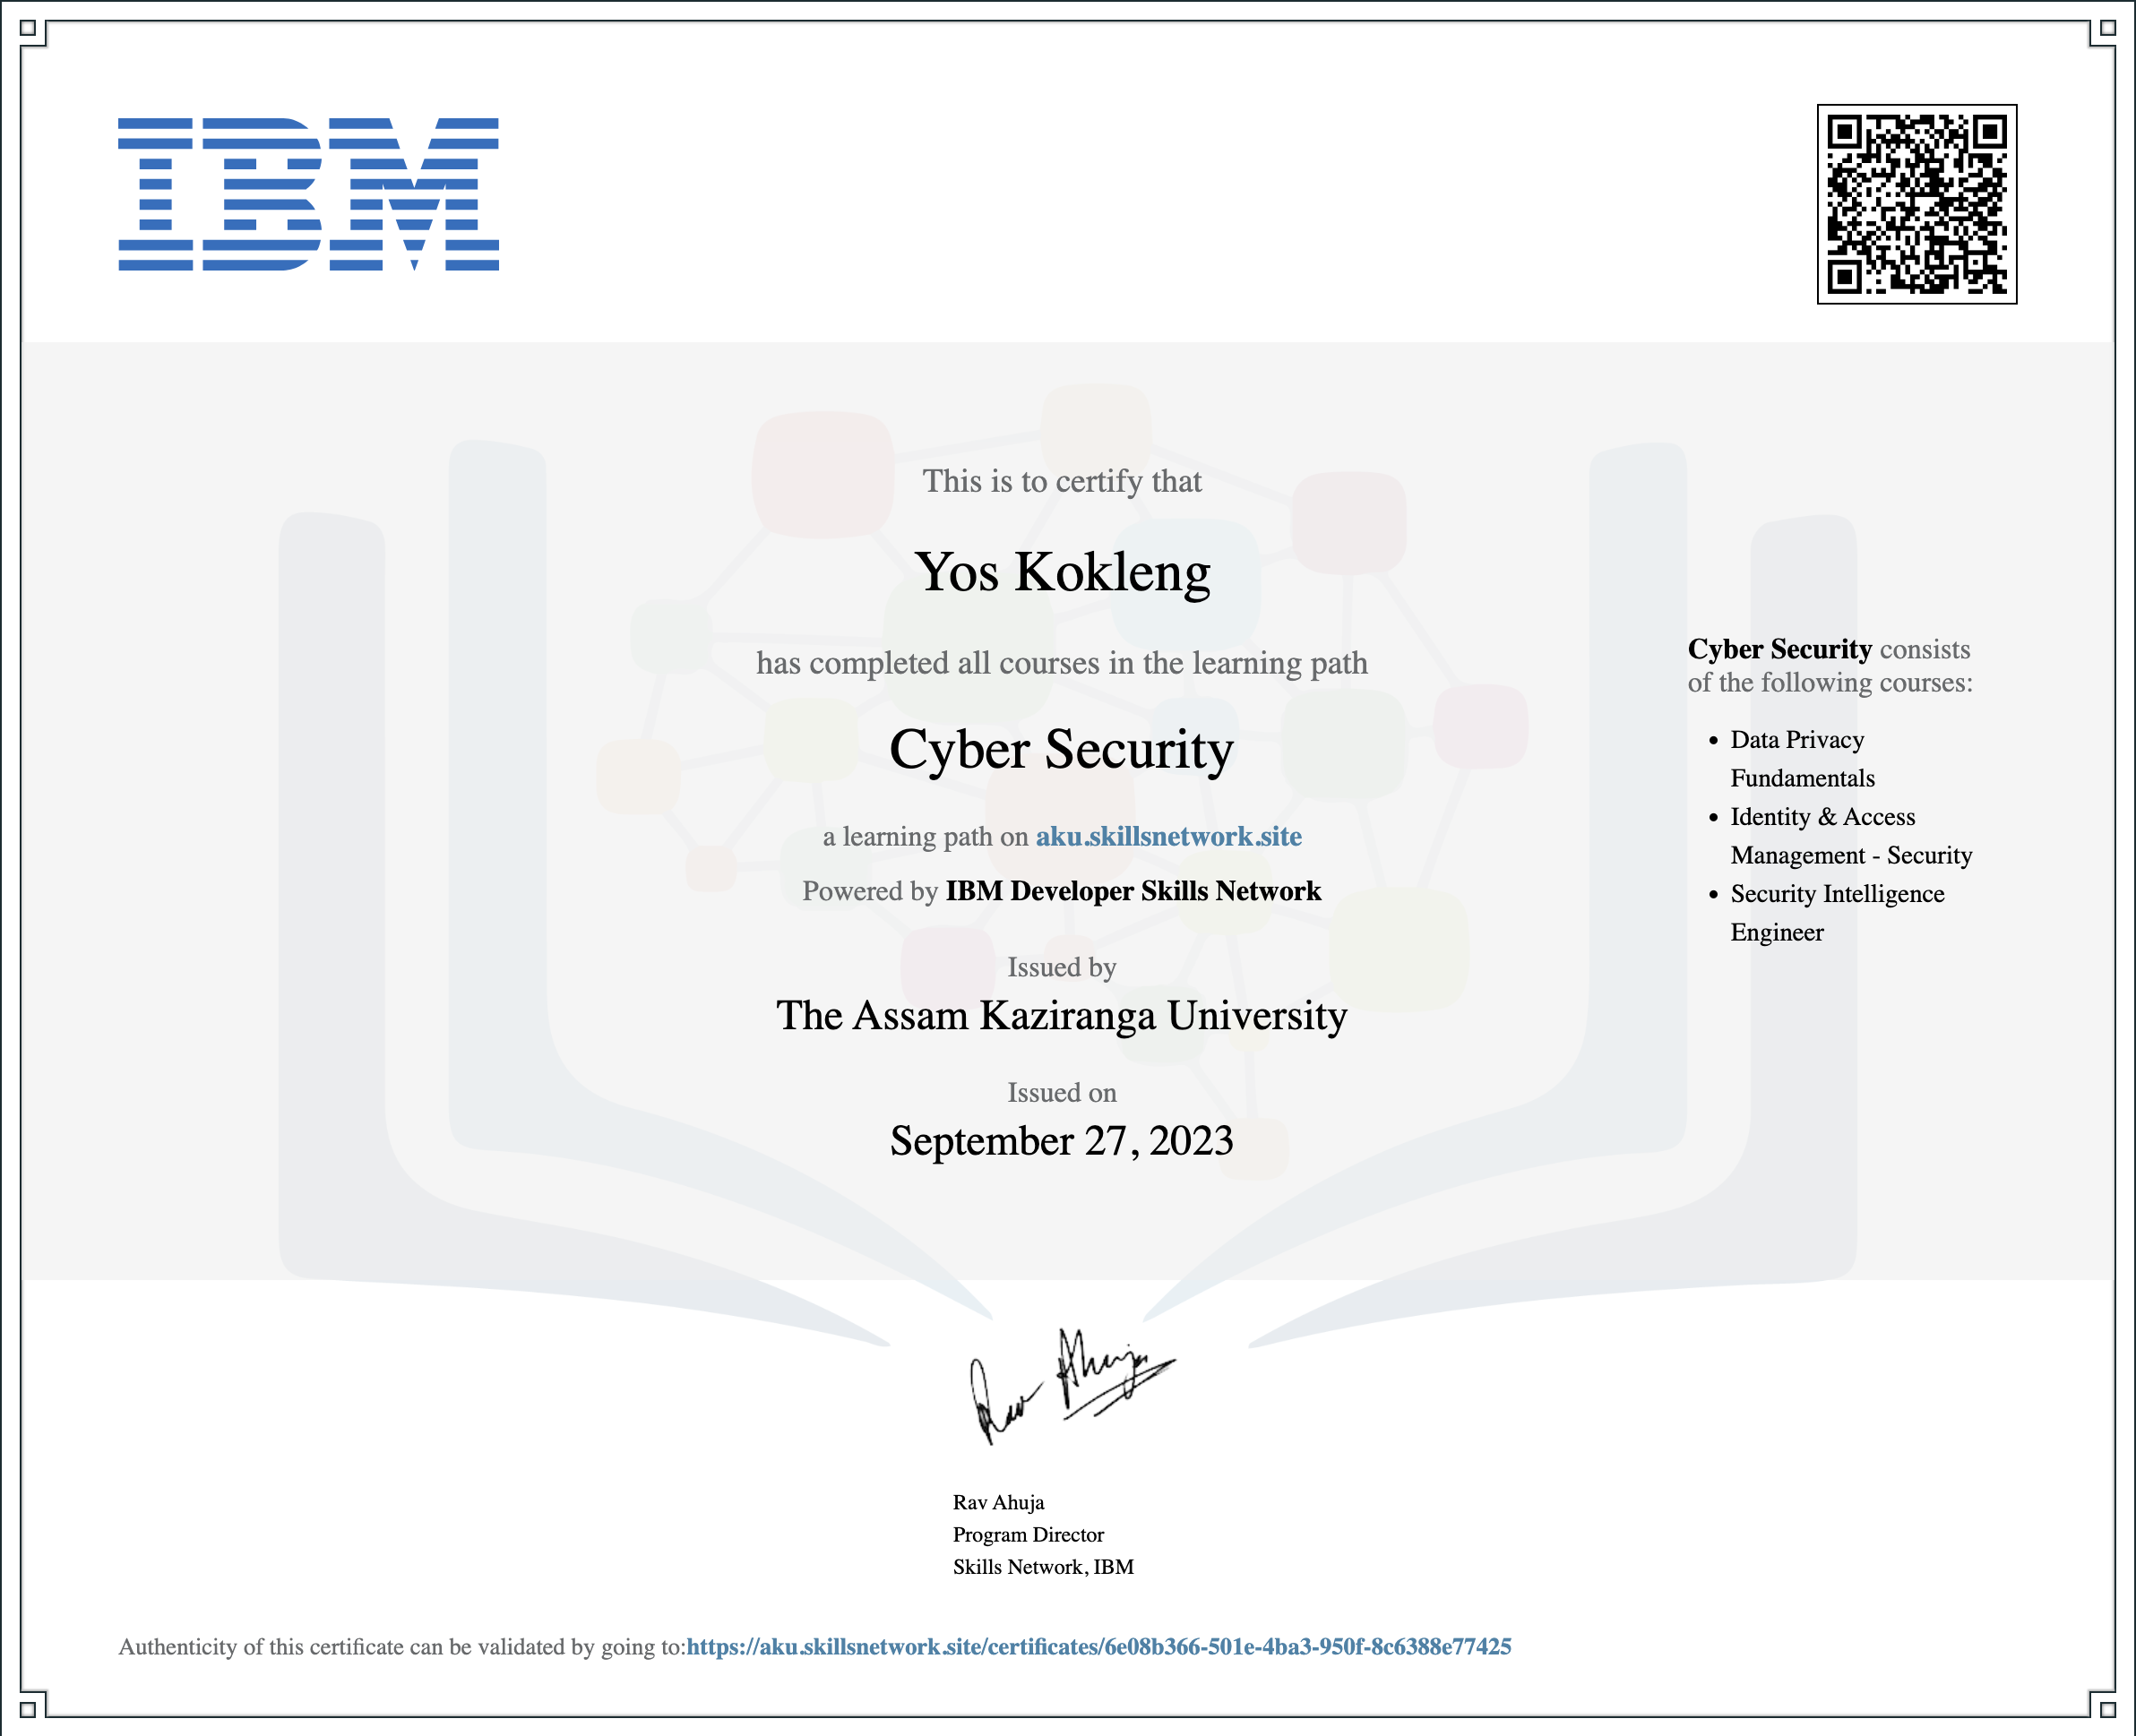 IBM
This is to certify that
Yos Kokleng
has completed all courses in the learning path
Cyber Security
a learning path on aku.skillsnetwork.site
Powered by IBM Developer Skills Network
Issued by
The Assam Kaziranga University
Issued on
September 27, 2023
Cyber Security consists
of the following courses:
• Data Privacy
Fundamentals
• Identity & Access
Management - Security
• Security Intelligence
Engineer
Rav Ahuja
Rav Ahuja
Program Director
Skills Network, IBM
Authenticity of this certificate can be validated by going to:https://aku.skillsnetwork.site/certificates/6e08b366-501e-4ba3-950f-8c6388e77425